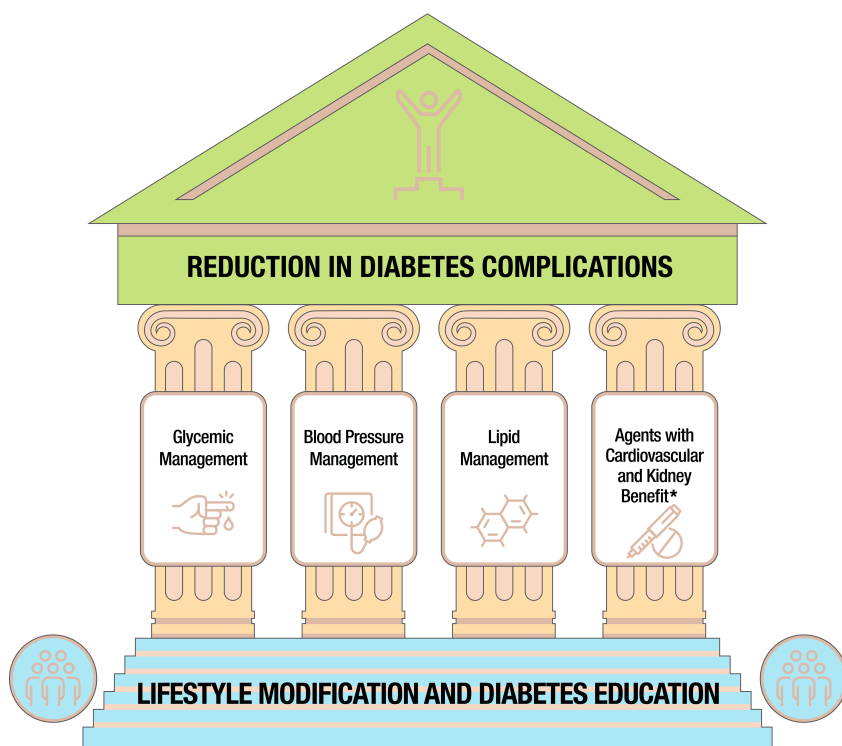 REDUCTION IN DIABETES COMPLICATIONS
Glycemic
Management
Blood Pressure
Management
Lipid
Management
Agents with
Cardiovascular
and Kidney
Benefit*
LIFESTYLE MODIFICATION AND DIABETES EDUCATION